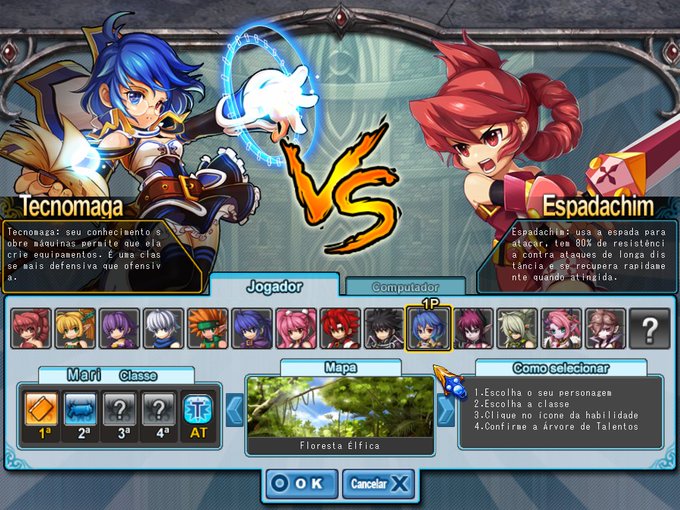 VS
Tecnomaga
Espadachim
Tecnomaga: seu conhecimento s
obre máquinas permite que ela
crie equipamentos. É uma clas
se mais defensiva que ofensiv
a.
Espadachim: usa a espada para
atacar, tem 80% de resistênci
a contra ataques de longa dis
tância e se recupera rapidame
nte quando atingida.
Jogador
Computador
1P
?
Mari Classe
? ?
1ª 2ª 3ª 4ª AT
Mapa
Floresta Élfica
Como selecionar
1.Escolha o seu personagem
2.Escolha a classe
3.Clique no ícone da habilidade
4.Confirme a Árvore de Talentos
OK
Cancelar X